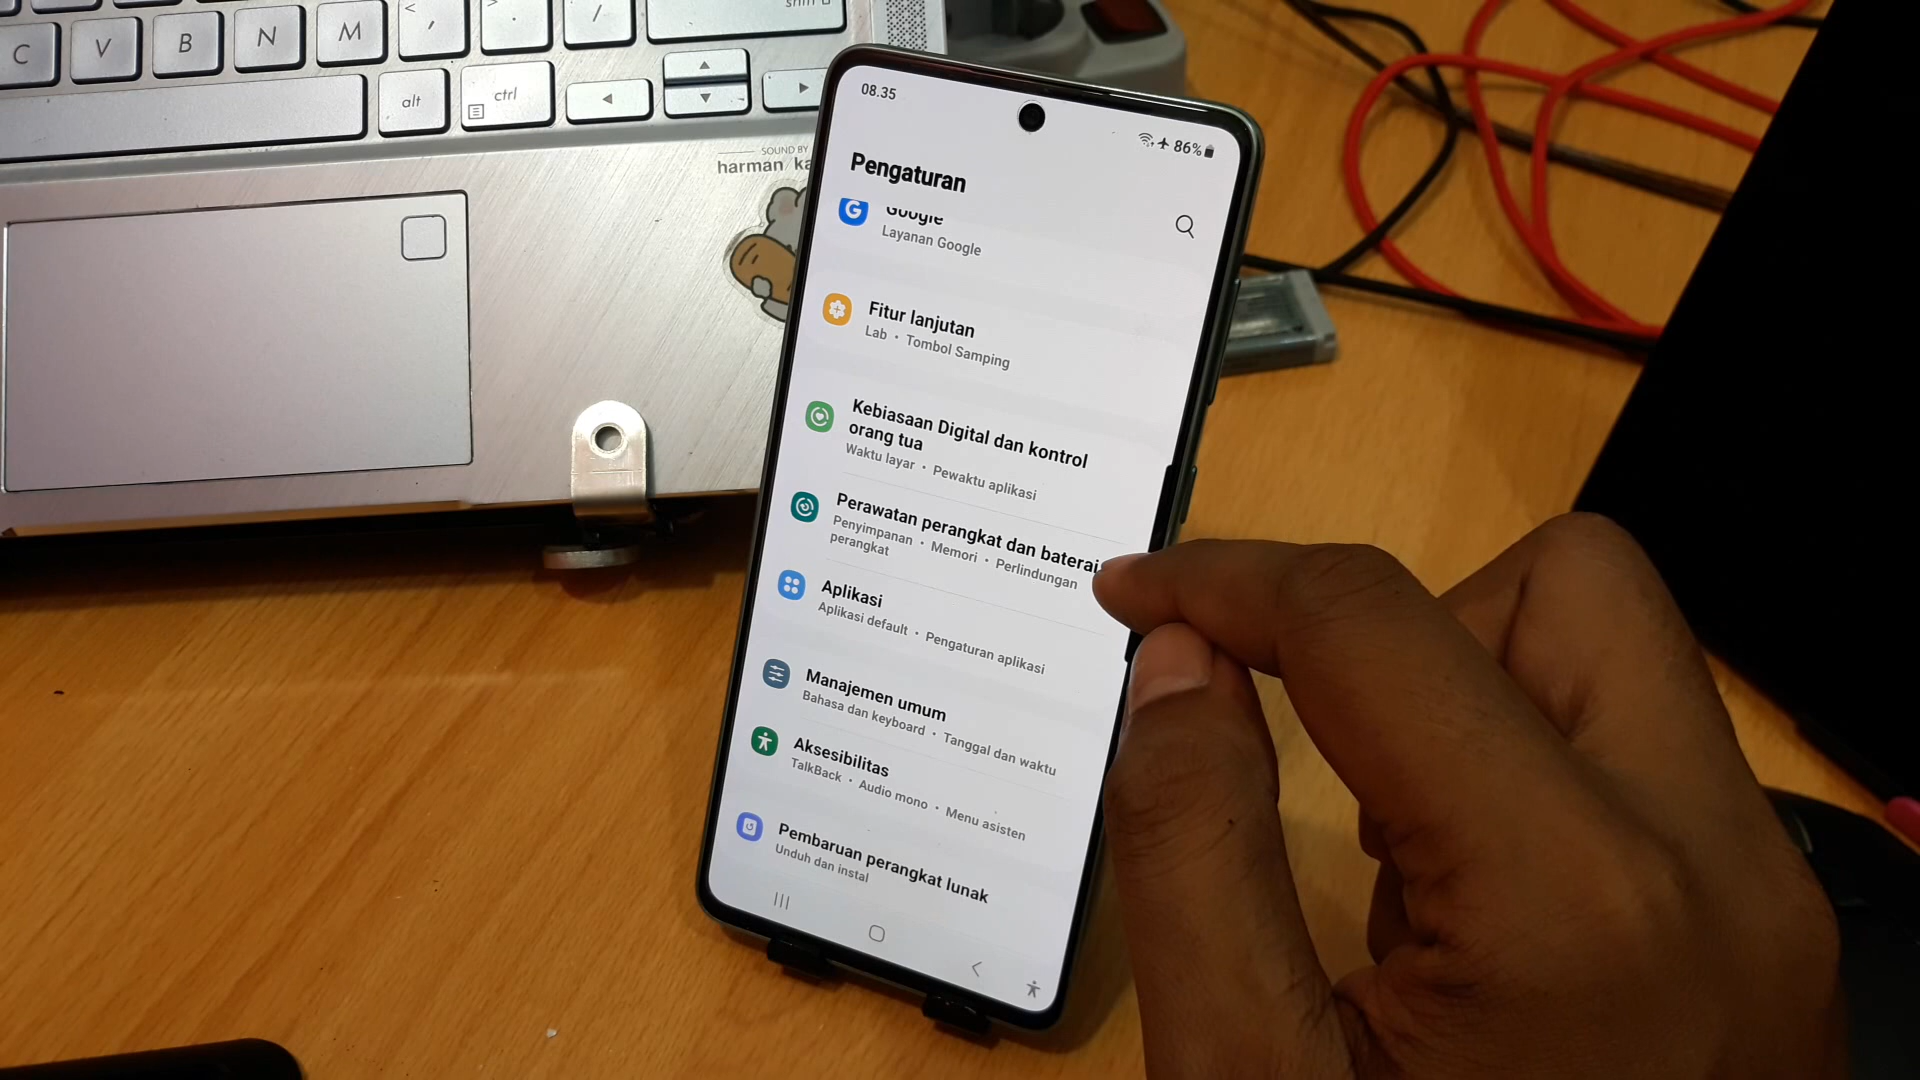 shift
C V B N M < , > . /
alt
ctrl
SOUND BY
harman ka
08.35
86%
Pengaturan
Google
Layanan Google
Fitur lanjutan
Lab • Tombol Samping
Kebiasaan Digital dan kontrol
orang tua
Waktu layar • Pewaktu aplikasi
Perawatan perangkat dan baterai
Penyimpanan • Memori • Perlindungan
perangkat
Aplikasi
Aplikasi default • Pengaturan aplikasi
Manajemen umum
Bahasa dan keyboard • Tanggal dan waktu
Aksesibilitas
TalkBack • Audio mono • Menu asisten
Pembaruan perangkat lunak
Unduh dan instal